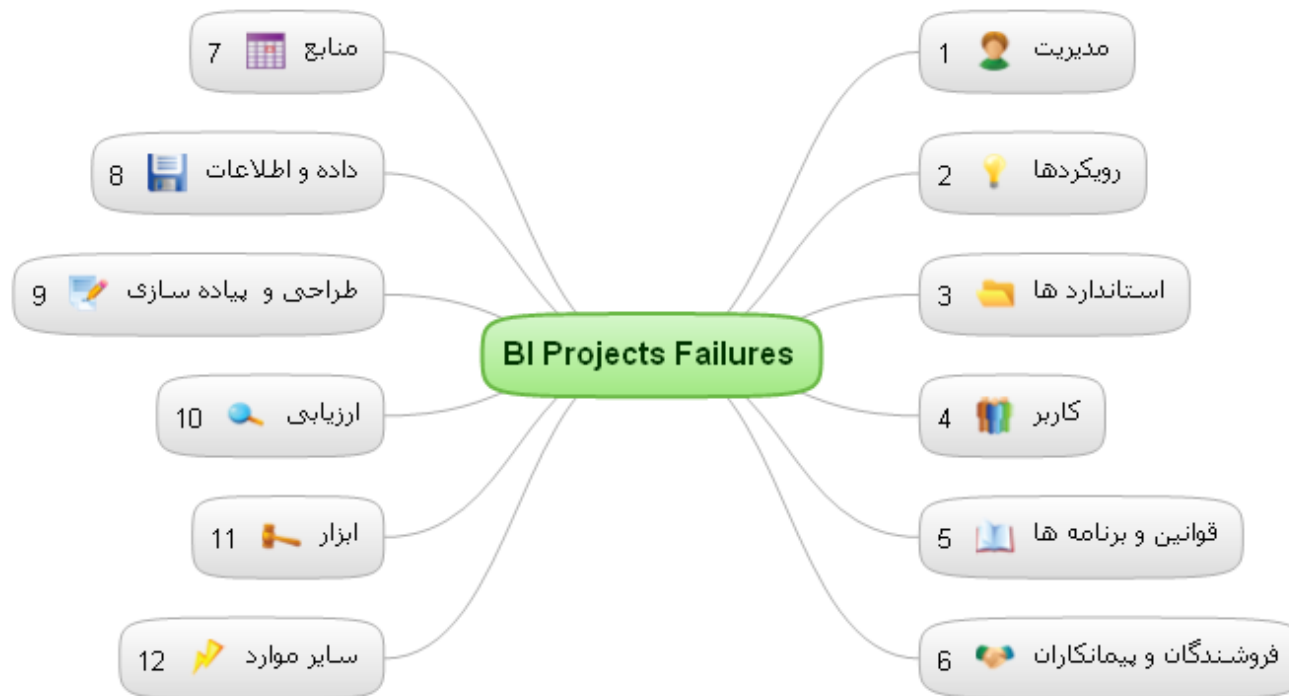 BI Projects Failures
1 مدیریت
2 رویکردها
3 استاندارد ها
4 کاربر
5 قوانین و برنامه ها
6 فروشندگان و پیمانکاران
7 منابع
8 داده و اطلاعات
9 طراحی و پیاده سازی
10 ارزیابی
11 ابزار
12 سایر موارد